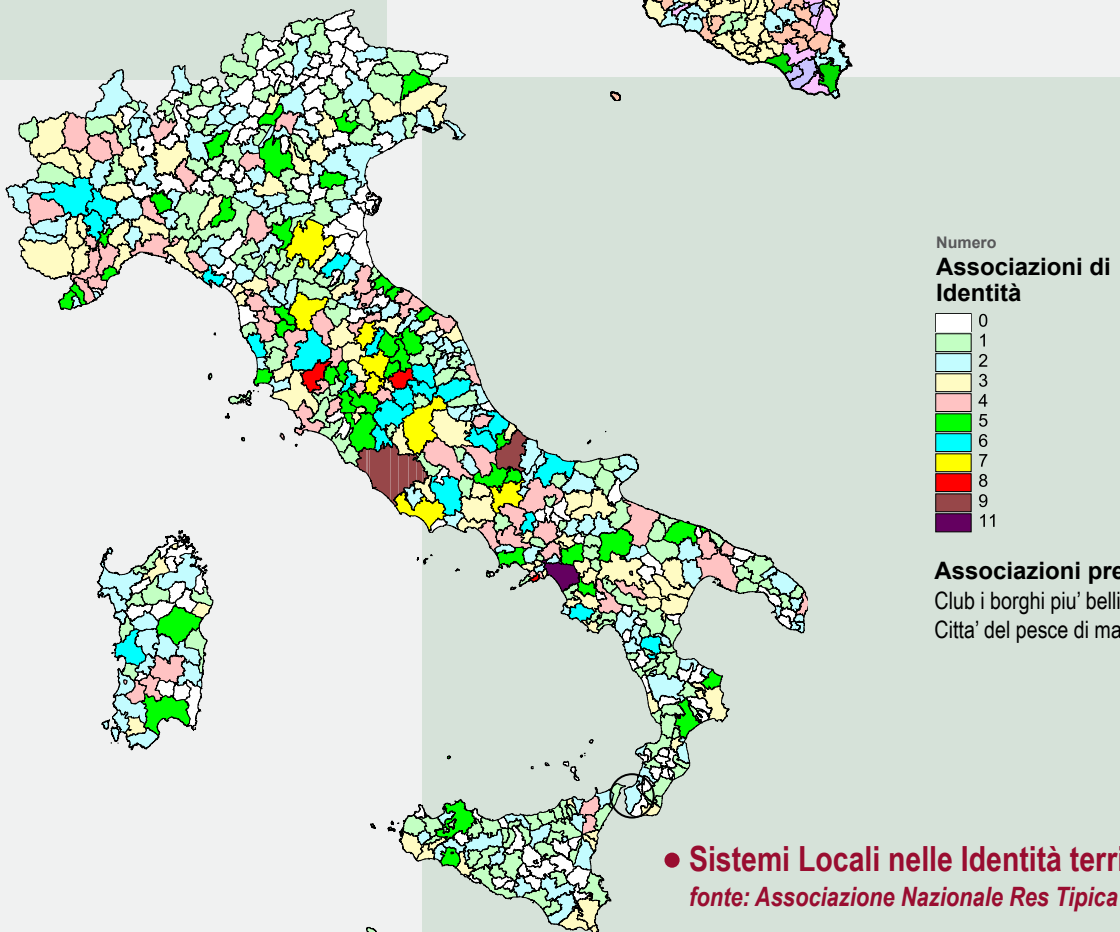 Numero
Associazioni di
Identità
0
1
2
3
4
5
6
7
8
9
11
Associazioni pre
Club i borghi piu' belli
Citta' del pesce di ma
• Sistemi Locali nelle Identità terri
fonte: Associazione Nazionale Res Tipica